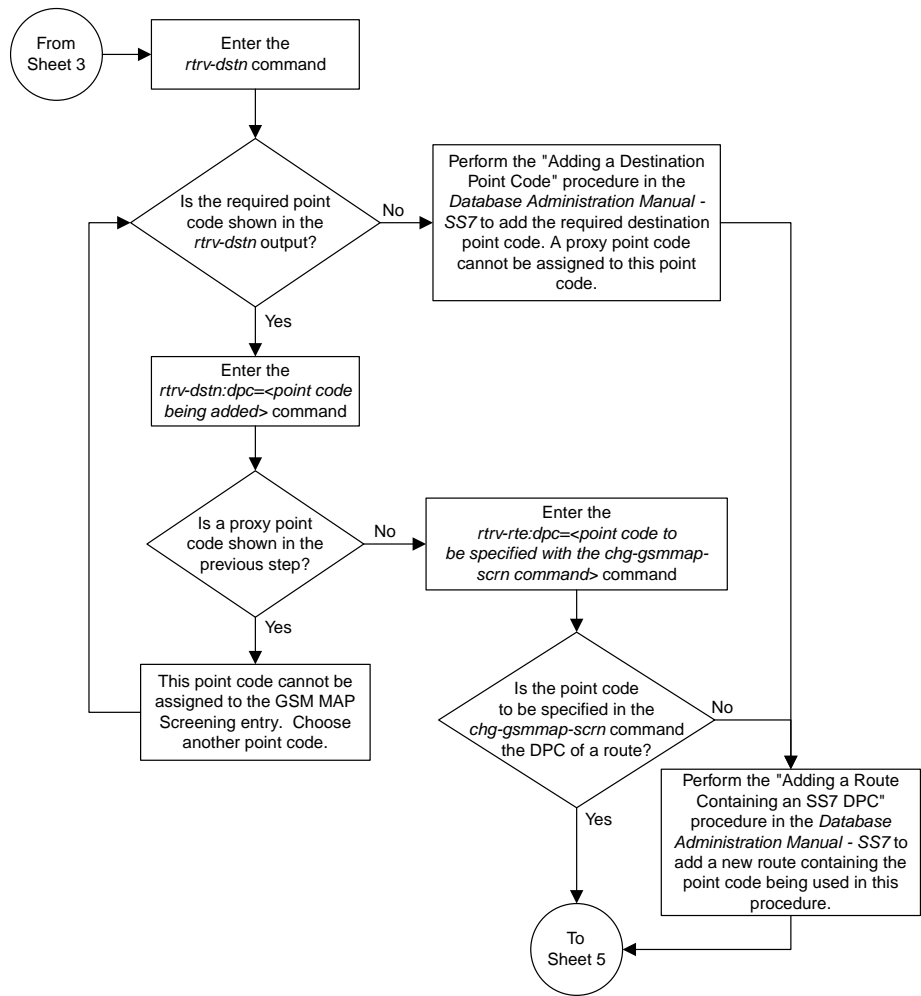 From
Sheet 3
Enter the
rtrv-dstn command
Is the required point
code shown in the
rtrv-dstn output?
No
Perform the "Adding a Destination
Point Code" procedure in the
Database Administration Manual -
SS7 to add the required destination
point code. A proxy point code
cannot be assigned to this point
code.
Yes
Enter the
rtrv-dstn:dpc=<point code
being added> command
Is a proxy point
code shown in the
previous step?
No
Enter the
rtrv-rte:dpc=<point code to
be specified with the chg-gsmmap-
scrn command> command
Yes
This point code cannot be
assigned to the GSM MAP
Screening entry. Choose
another point code.
Is the point code
to be specified in the
chg-gsmmap-scrn command
the DPC of a route?
No
Yes
Perform the "Adding a Route
Containing an SS7 DPC"
procedure in the Database
Administration Manual - SS7 to
add a new route containing the
point code being used in this
procedure.
To
Sheet 5